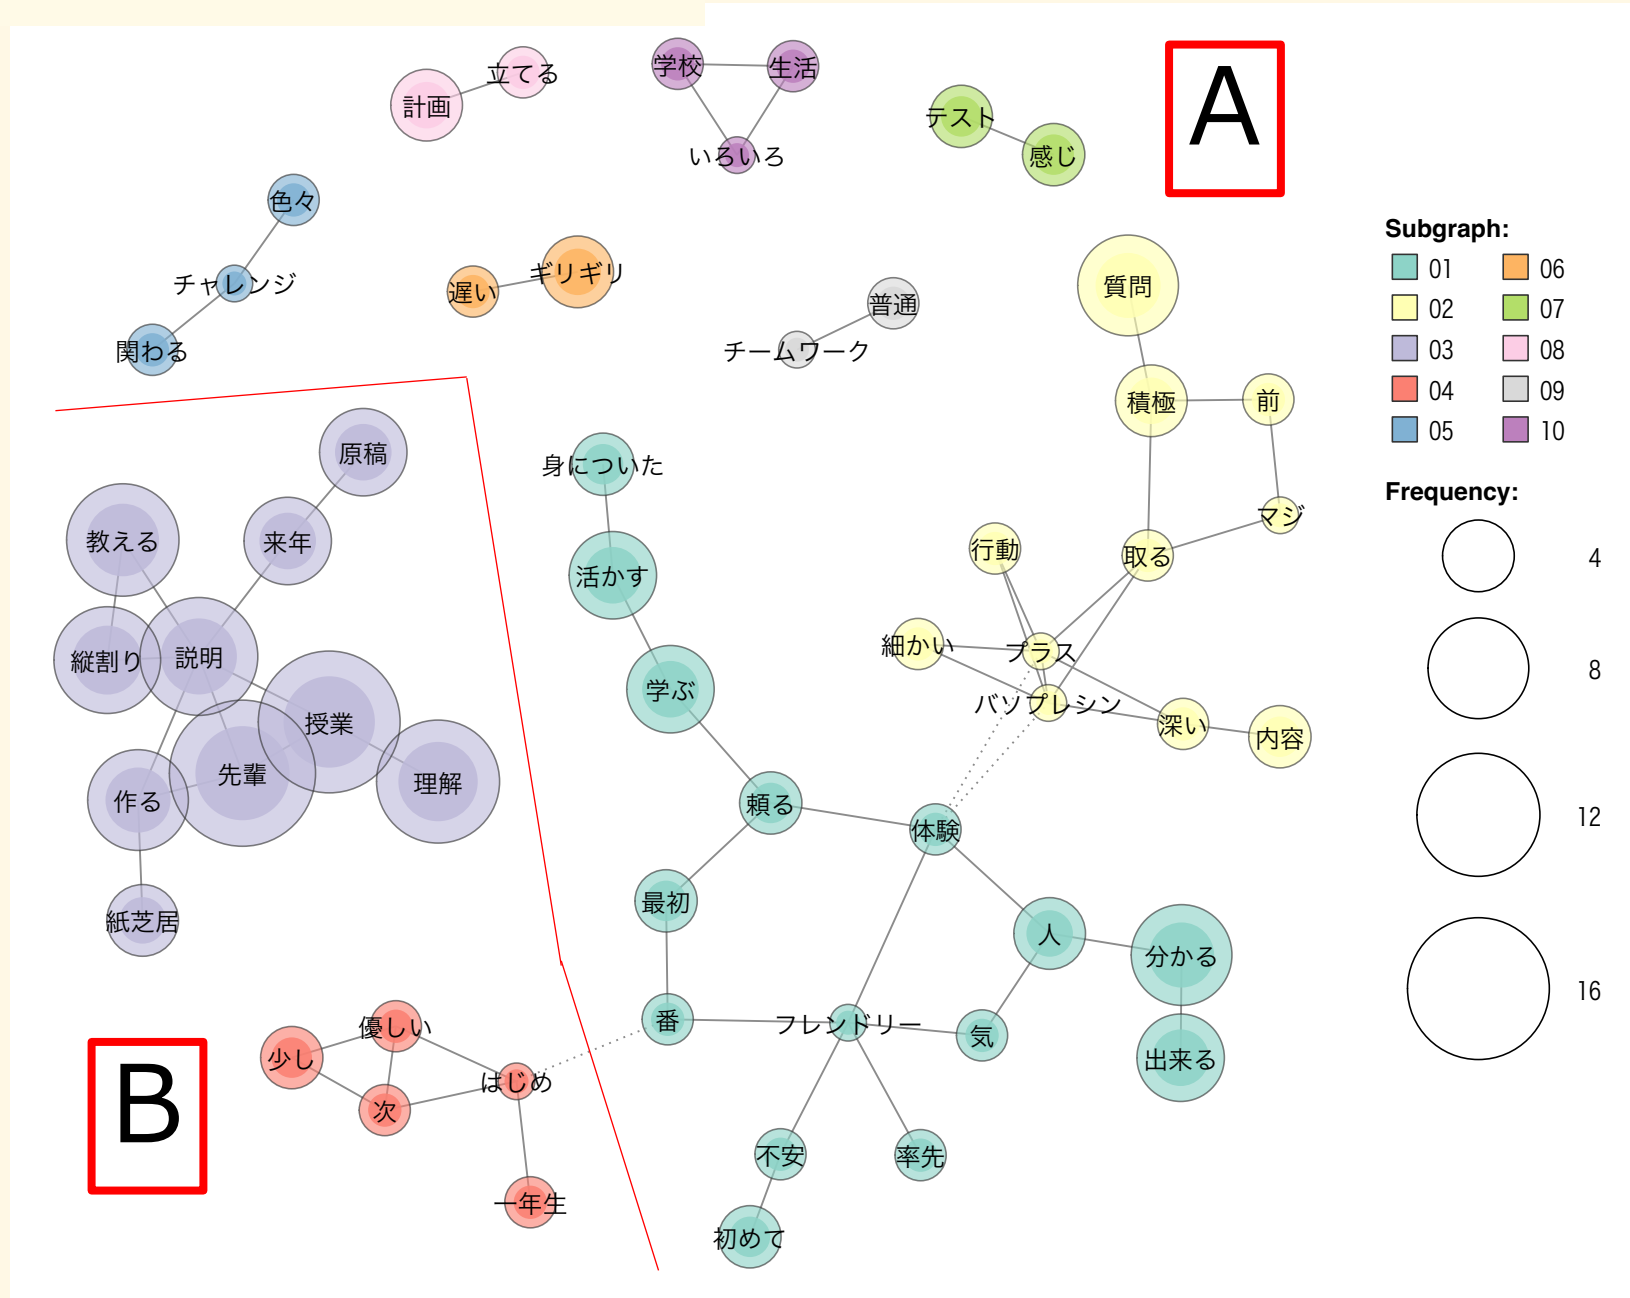 立てる
計画
学校
生活
いろいろ
テスト
感じ
A
色々
チャレンジ
関わる
遅い
ギリギリ
普通
チームワーク
質問
積極
前
マジ
取る
行動
細かい
プラス
バソプレシン
深い
内容
Subgraph:
01
02
03
04
05
06
07
08
09
10
Frequency:
4
8
12
16
原稿
教える
来年
縦割り
説明
授業
先輩
理解
作る
紙芝居
身についた
活かす
学ぶ
頼る
体験
最初
人
分かる
番
フレンドリー
気
出来る
不安
率先
初めて
B
優しい
少し
次
はじめ
一年生